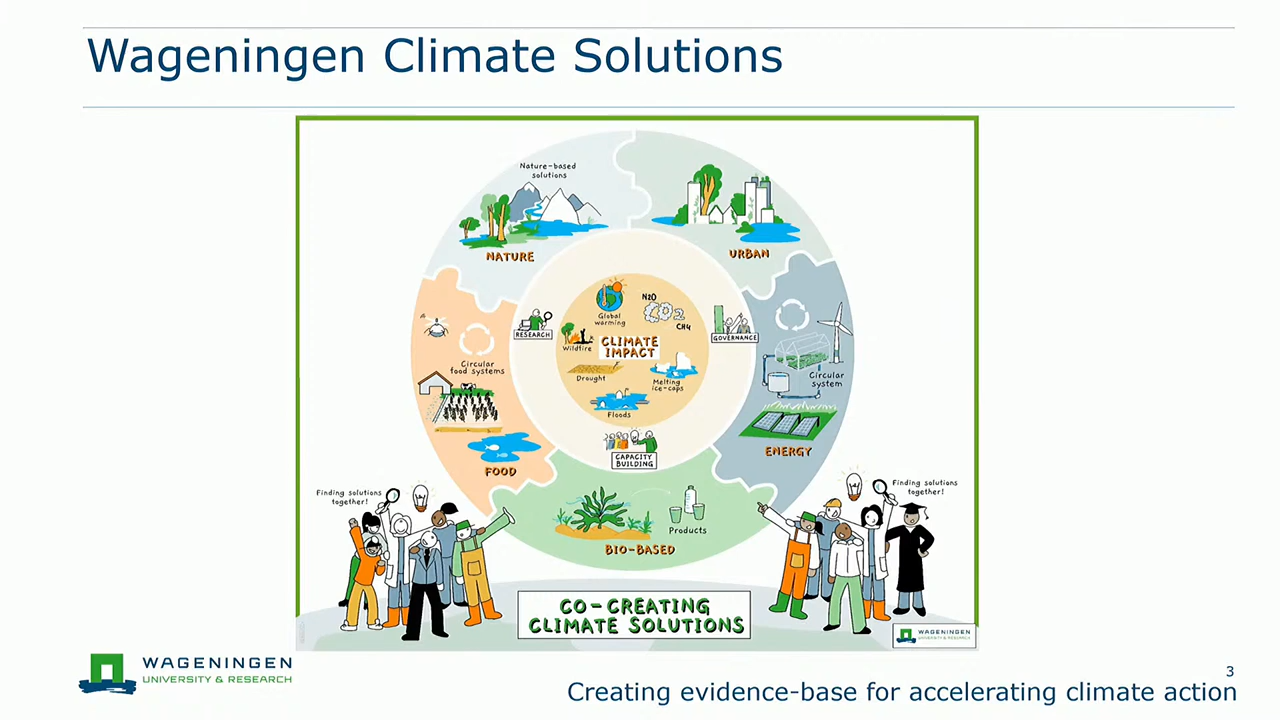 Wageningen Climate Solutions
Nature-based
solutions
NATURE
URBAN
Global
warming
N2O
CO2
CH4
RESEARCH
GOVERNANCE
Wildfire
CLIMATE
IMPACT
Drought
Melting
ice-caps
Floods
Circular
food systems
Circular
system
FOOD
ENERGY
CAPACITY
BUILDING
Products
BIO-BASED
Finding solutions
together!
Finding solutions
together!
CO-CREATING
CLIMATE SOLUTIONS
WAGENINGEN
UNIVERSITY & RESEARCH
WAGENINGEN
UNIVERSITY & RESEARCH
3
Creating evidence-base for accelerating climate action